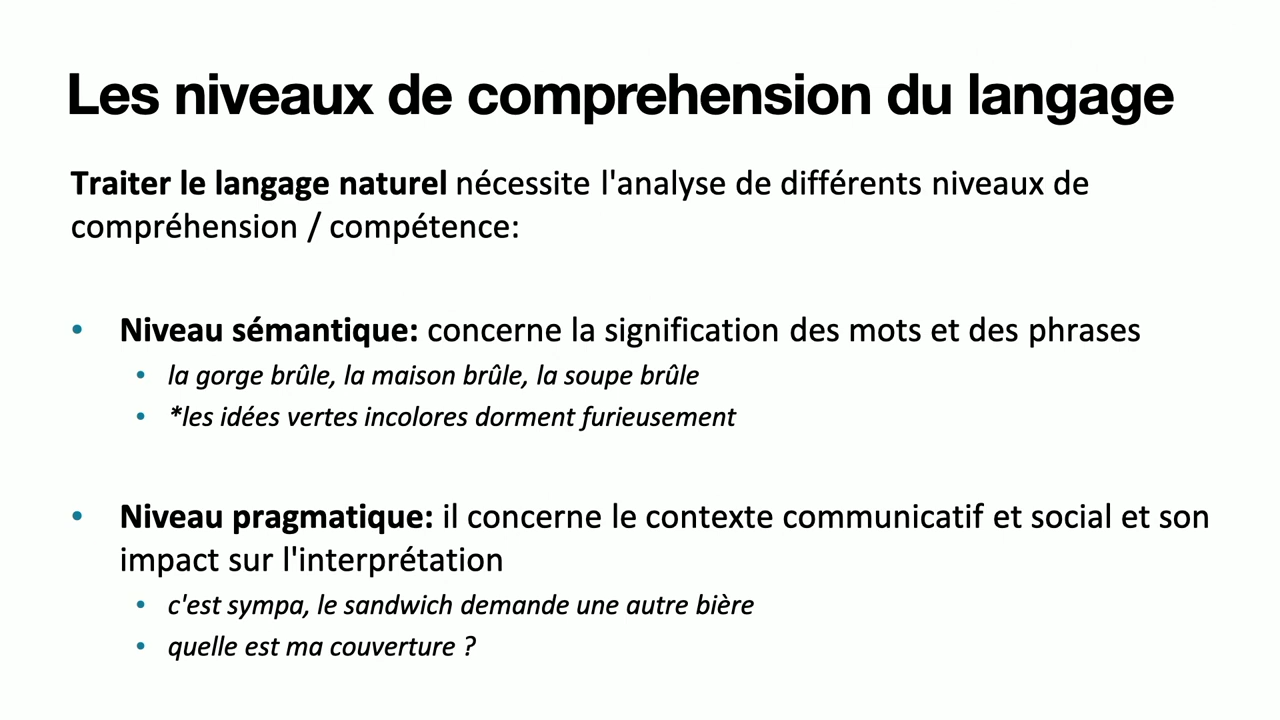 Les niveaux de comprehension du langage
Traiter le langage naturel nécessite l'analyse de différents niveaux de
compréhension / compétence:
• Niveau sémantique: concerne la signification des mots et des phrases
• la gorge brûle, la maison brûle, la soupe brûle
• *les idées vertes incolores dorment furieusement
• Niveau pragmatique: il concerne le contexte communicatif et social et son
impact sur l'interprétation
• c'est sympa, le sandwich demande une autre bière
• quelle est ma couverture ?